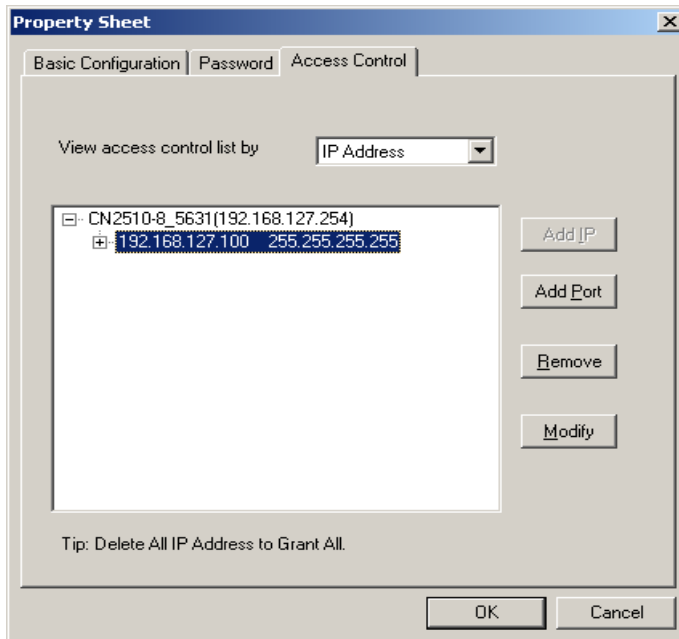 Property Sheet
Basic Configuration Password Access Control
View access control list by IP Address
CN2510-8_5631(192.168.127.254)
192.168.127.100 255.255.255.255
Add IP
Add Port
Remove
Modify
Tip: Delete All IP Address to Grant All.
OK Cancel